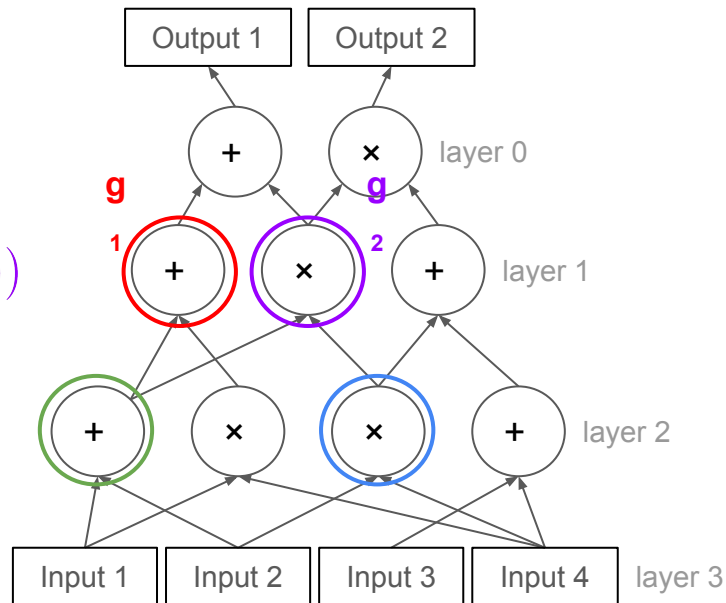 Output 1 Output 2
+ × layer 0
g g
1 2
) + × + layer 1
+ × × + layer 2
Input 1 Input 2 Input 3 Input 4 layer 3